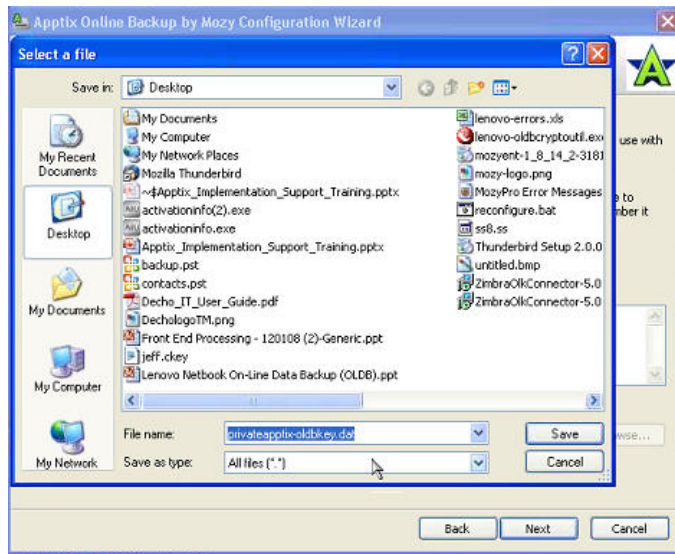 Apptix Online Backup by Mozy Configuration Wizard
Select a file
Save in:
Desktop
My Recent Documents
Desktop
My Documents
My Computer
My Network
My Documents
My Computer
My Network Places
Mozilla Thunderbird
~$Apptix_Implementation_Support_Training.pptx
activationinfo(2).exe
activationinfo.exe
Apptix_Implementation_Support_Training.pptx
backup.pst
contacts.pst
Decho_IT_User_Guide.pdf
DechologoTM.png
Front End Processing - 120108 (2)-Generic.ppt
jeff.ckey
Lenovo Netbook On-Line Data Backup (OLDB).ppt
lenovo-errors.xls
lenovo-oldbcryptoutil.exe
mozyent-1_8_14_2-3181
mozy-logo.png
MozyPro Error Messages
reconfigure.bat
ss8.ss
Thunderbird Setup 2.0.0
untitled.bmp
ZimbraOlkConnector-5.0
ZimbraOlkConnector-5.0
File name:
privateapptix-oldbkey.dat
Save
Save as type:
All files (*.*)
Cancel
use with
to
mber it
wse...
Back
Next
Cancel